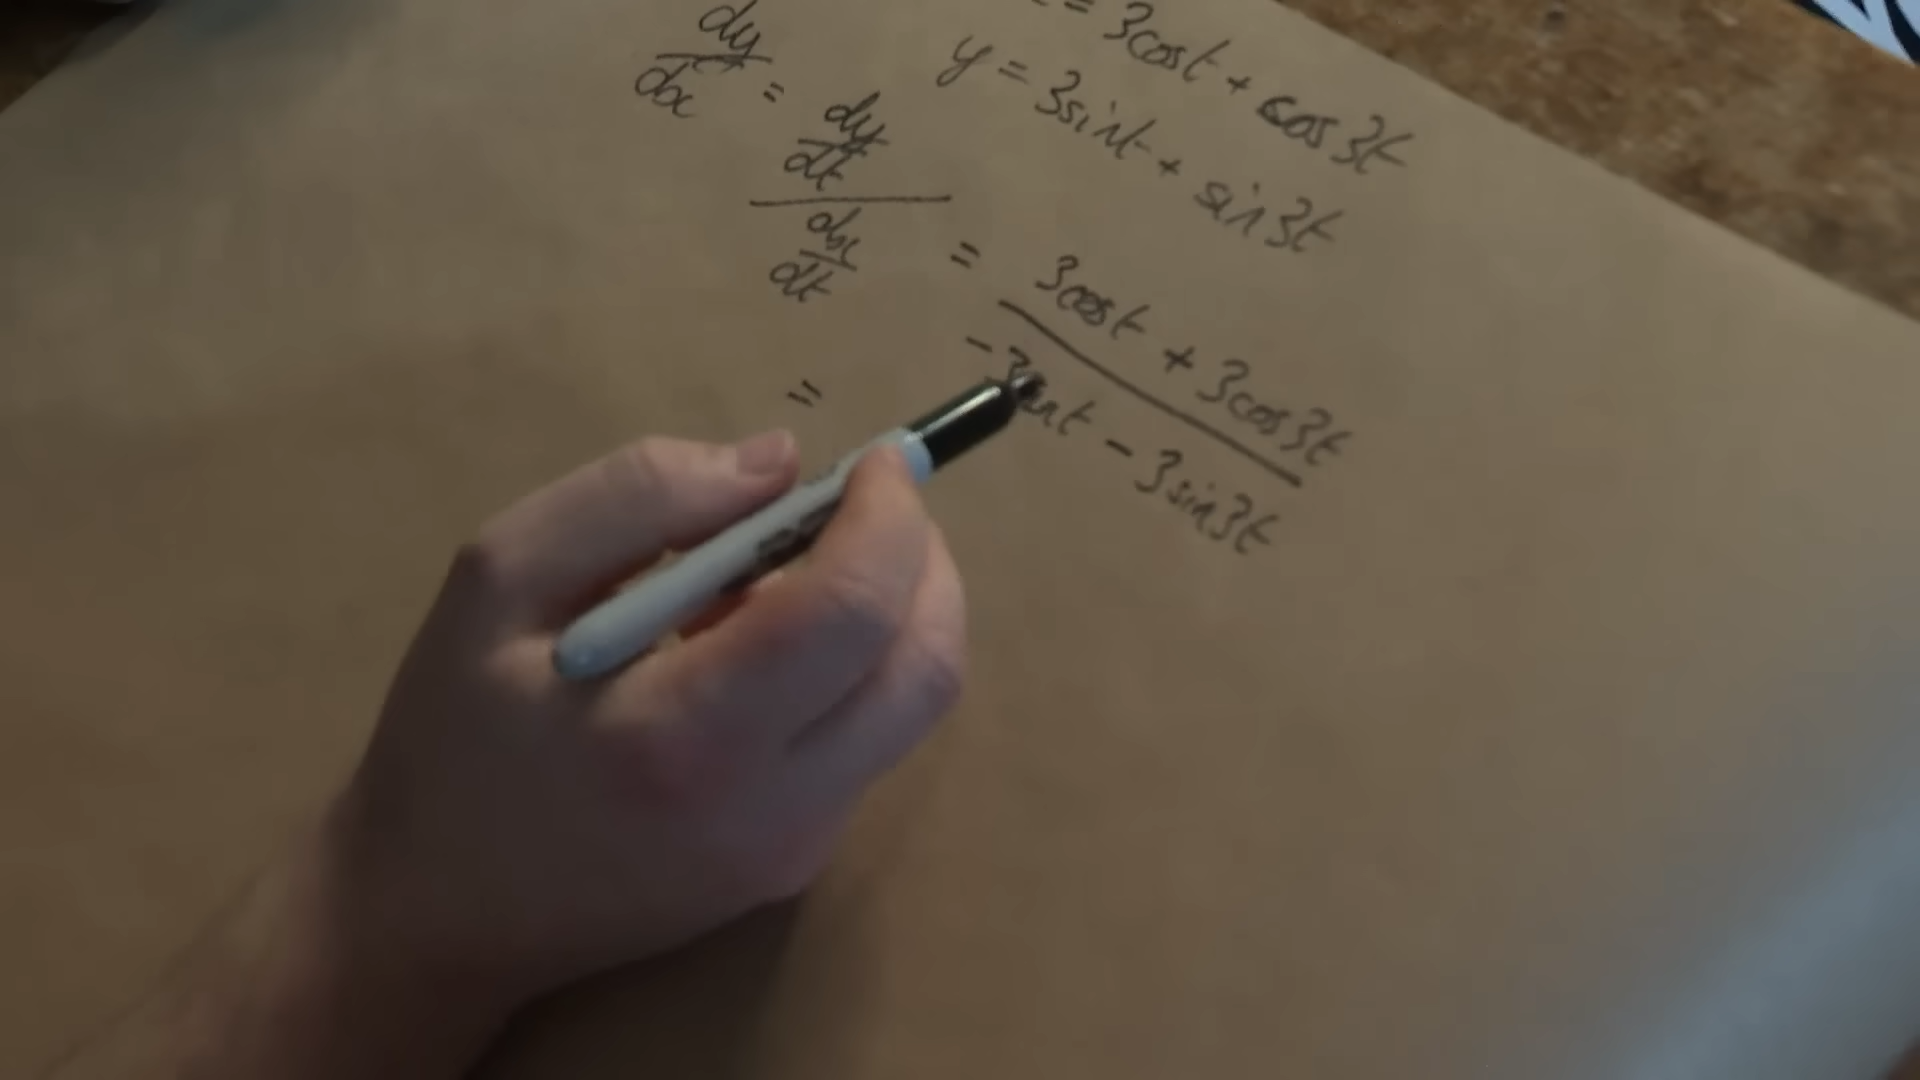 = 3cost + cos3t
y = 3sint + sin3t
dy/dx = (dy/dt)/(dx/dt) = (3cost + 3cos3t)/(-3sint - 3sin3t)
=